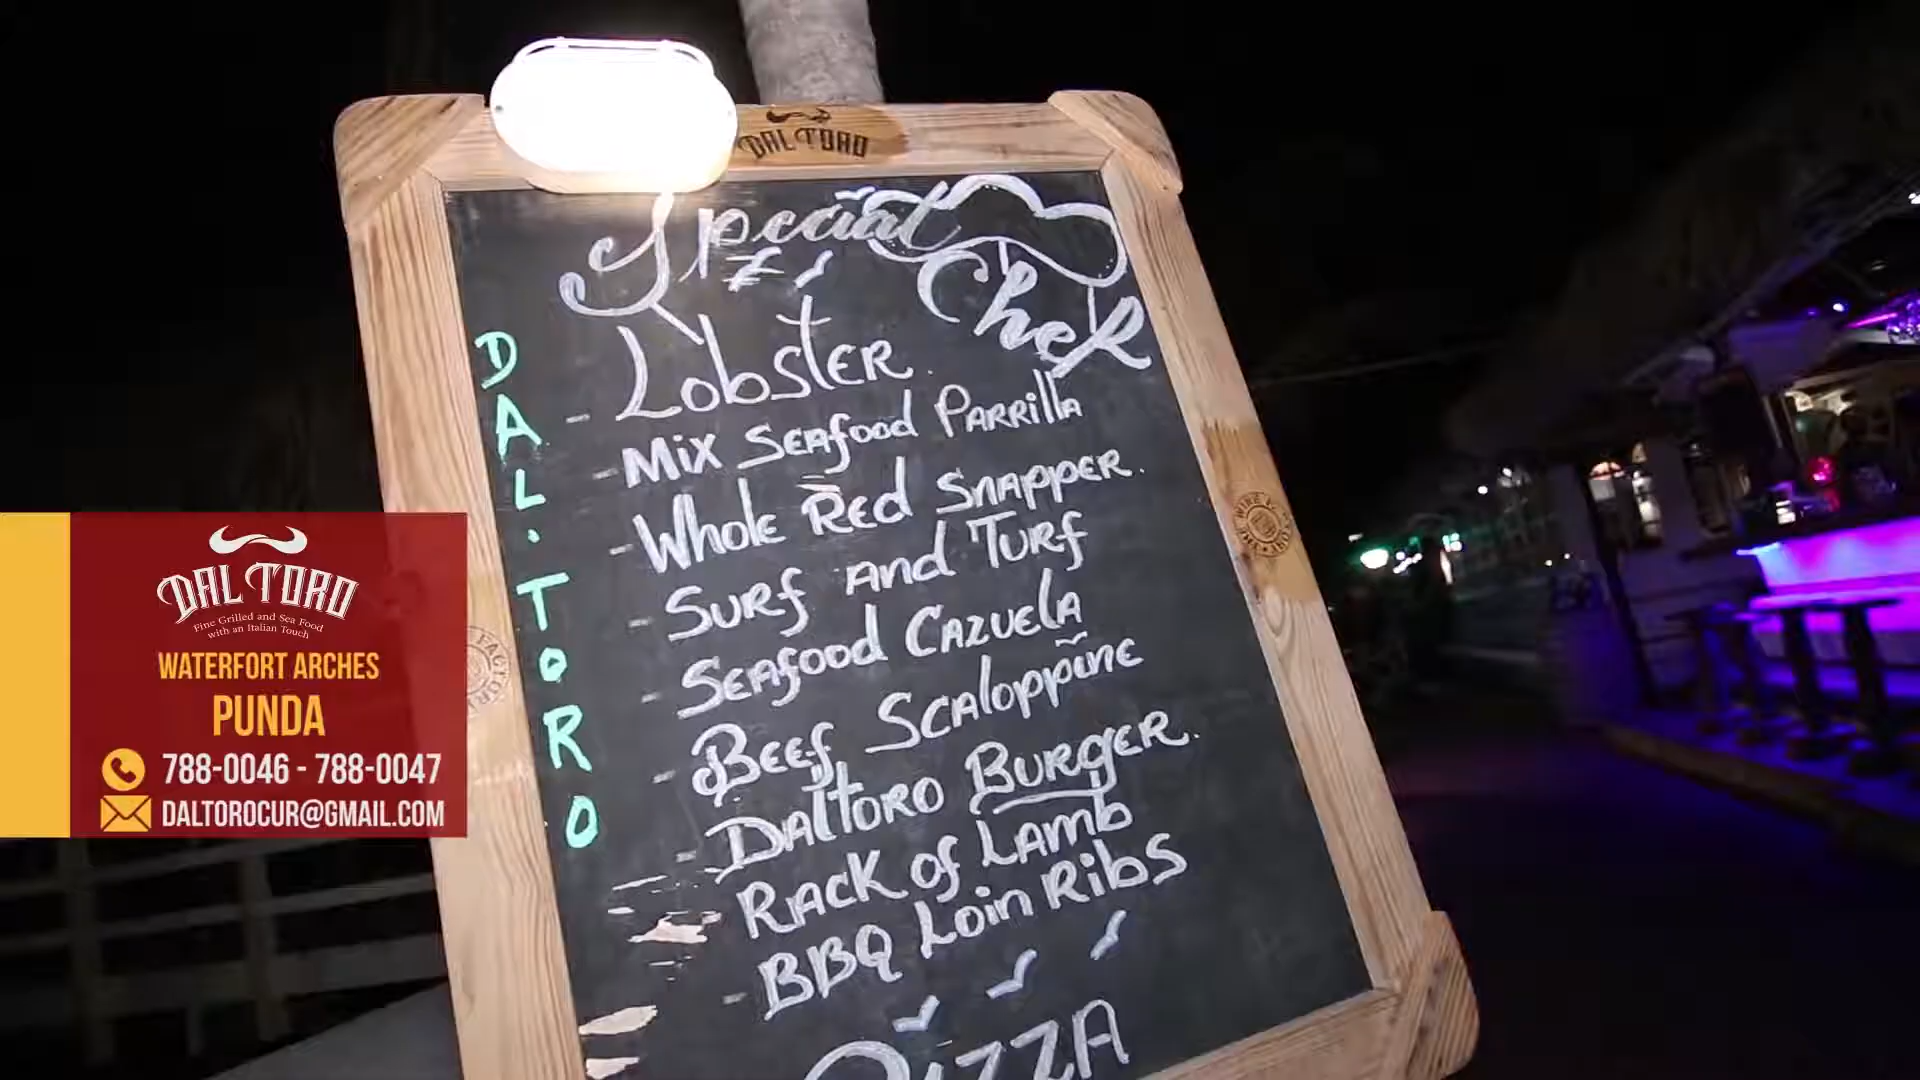 DAL TORO
Special
Chef
Lobster.
Mix Seafood Parrilla
Whole Red Snapper.
Surf and Turf
Seafood Cazuela
Beef Scaloppine
Daltoro Burger.
Rack of Lamb
BBQ Loin Ribs
PIZZA
DAL. TORO
DAL TORO
Fine Grilled and Sea Food
with an Italian Touch
WATERFORT ARCHES
PUNDA
788-0046 - 788-0047
DALTOROCUR@GMAIL.COM